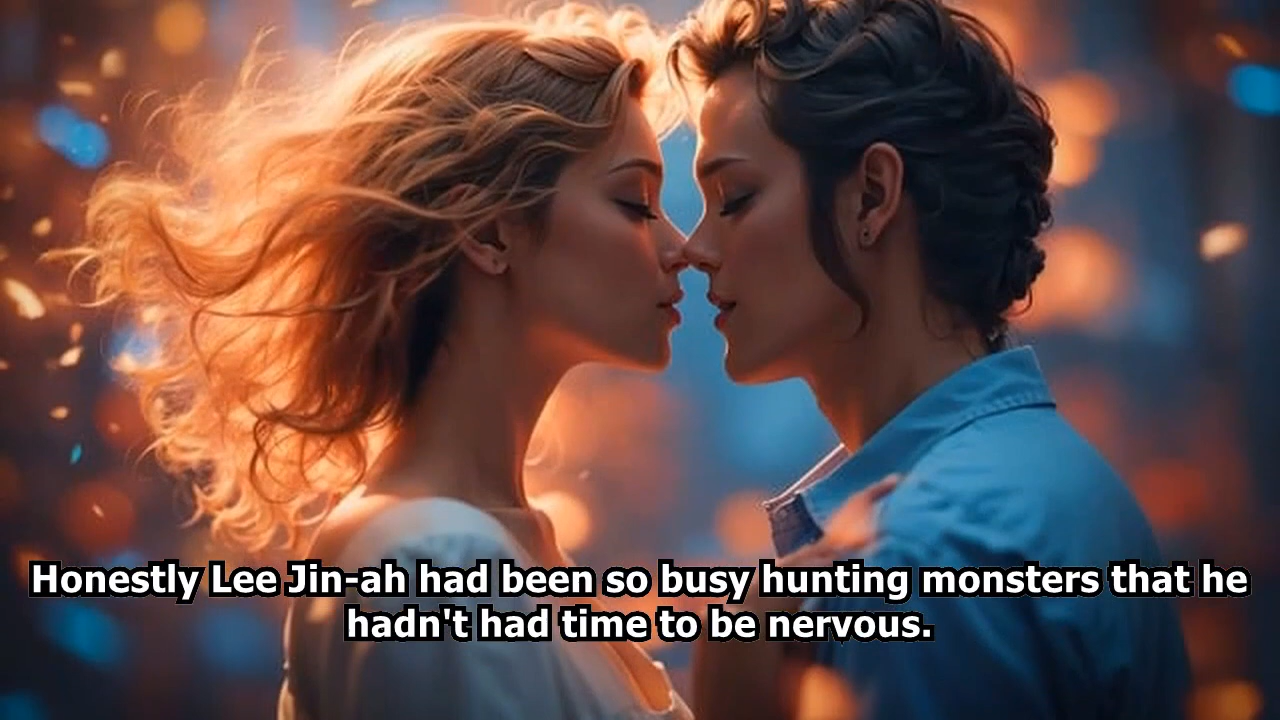 Honestly Lee Jin-ah had been so busy hunting monsters that he
hadn't had time to be nervous.